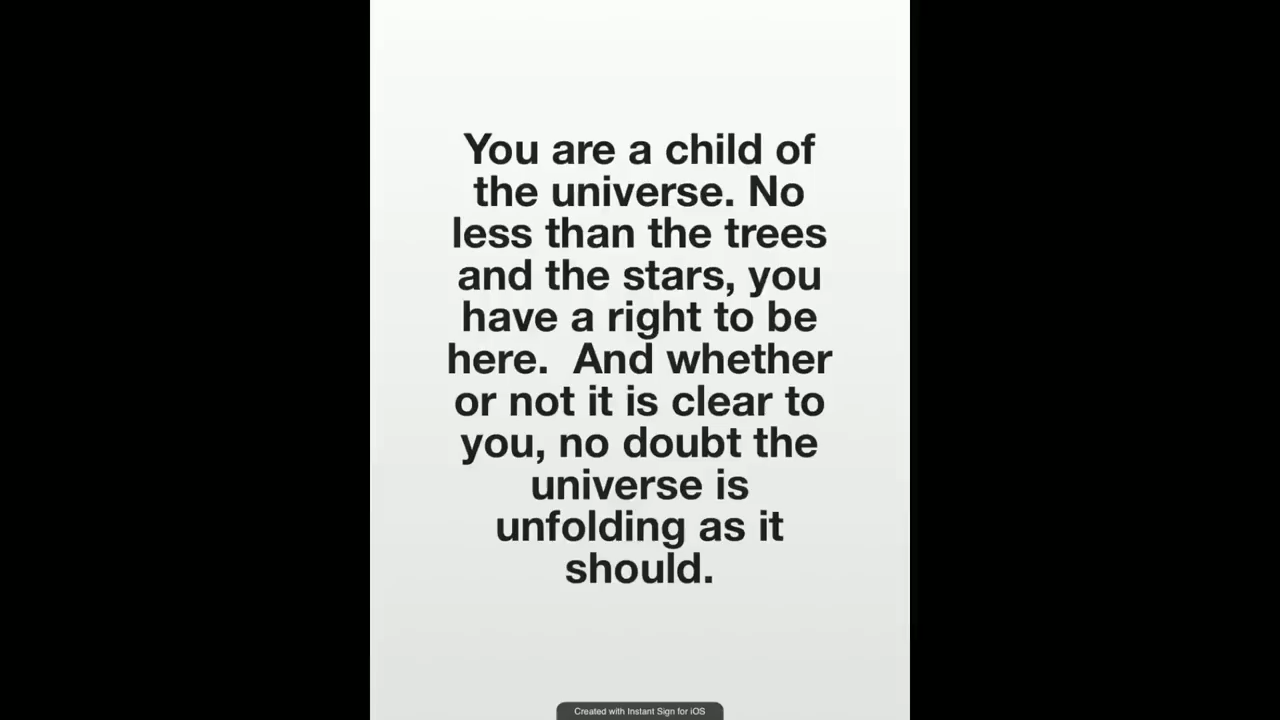 You are a child of
the universe. No
less than the trees
and the stars, you
have a right to be
here.  And whether
or not it is clear to
you, no doubt the
universe is
unfolding as it
should.
Created with Instant Sign for iOS